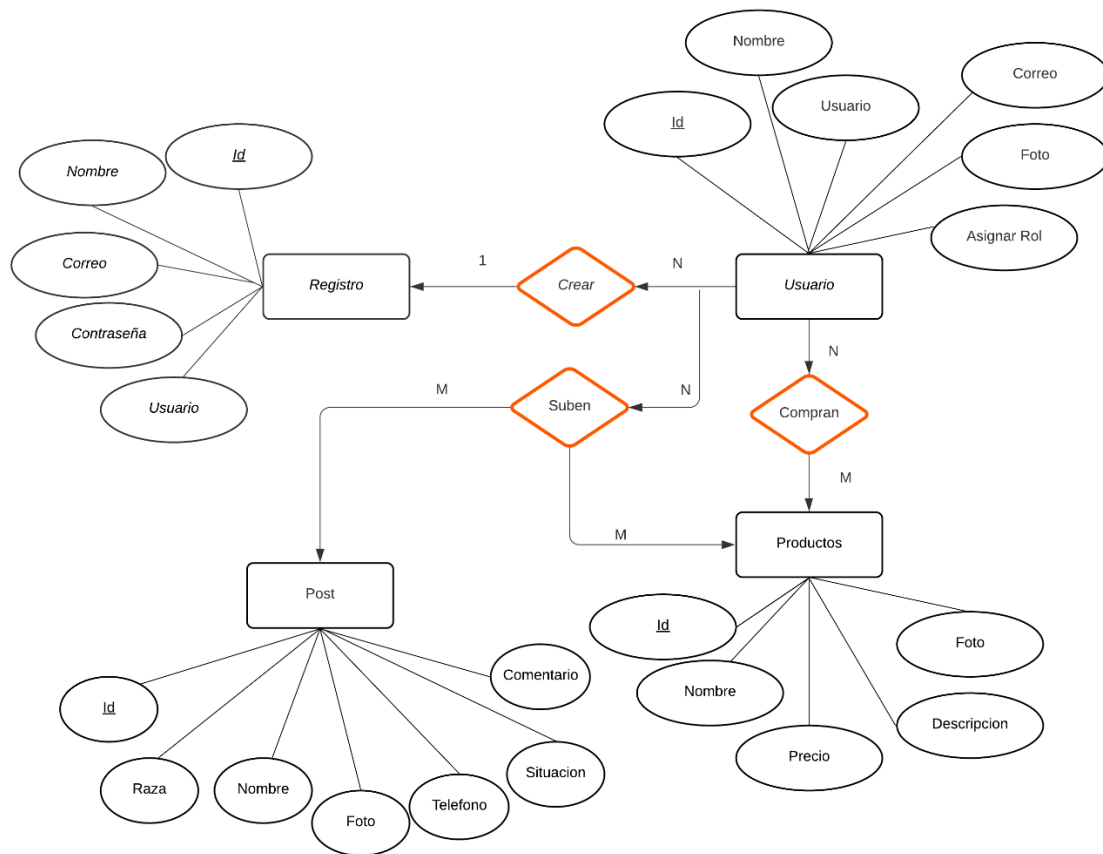 Nombre
Correo
Usuario
Id
Foto
Asignar Rol
Id
Nombre
Correo
Contraseña
Usuario
Registro
1
Crear
N
Usuario
M
Suben
N
N
Compran
M
M
Productos
Post
Id
Nombre
Precio
Descripcion
Foto
Comentario
Id
Raza
Nombre
Foto
Telefono
Situacion